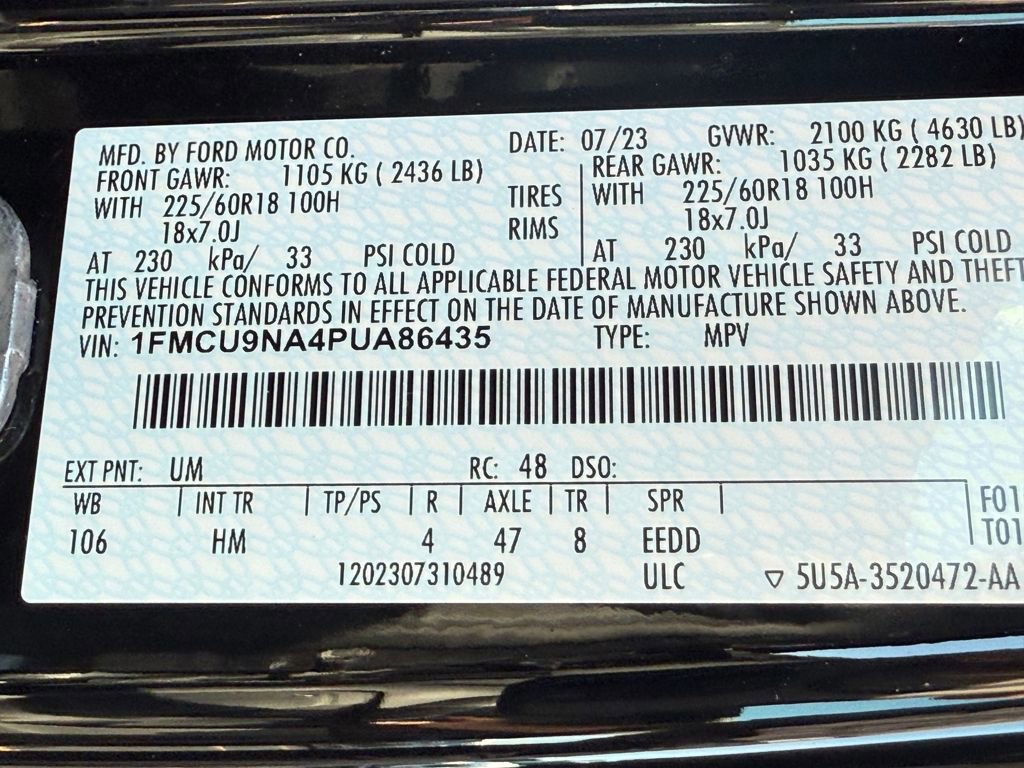 MFD. BY FORD MOTOR CO. DATE: 07/23 GVWR: 2100 KG ( 4630 LB)
FRONT GAWR: 1105 KG ( 2436 LB) REAR GAWR: 1035 KG ( 2282 LB)
WITH 225/60R18 100H TIRES WITH 225/60R18 100H
18x7.0J RIMS 18x7.0J
AT 230 kPa/ 33 PSI COLD AT 230 kPa/ 33 PSI COLD
THIS VEHICLE CONFORMS TO ALL APPLICABLE FEDERAL MOTOR VEHICLE SAFETY AND THEFT
PREVENTION STANDARDS IN EFFECT ON THE DATE OF MANUFACTURE SHOWN ABOVE.
VIN: 1FMCU9NA4PUA86435 TYPE: MPV
EXT PNT: UM RC: 48 DSO:
WB INT TR TP/PS R AXLE TR SPR F01
106 HM 4 47 8 EEDD T01
1202307310489 ULC ▽ 5U5A-3520472-AA